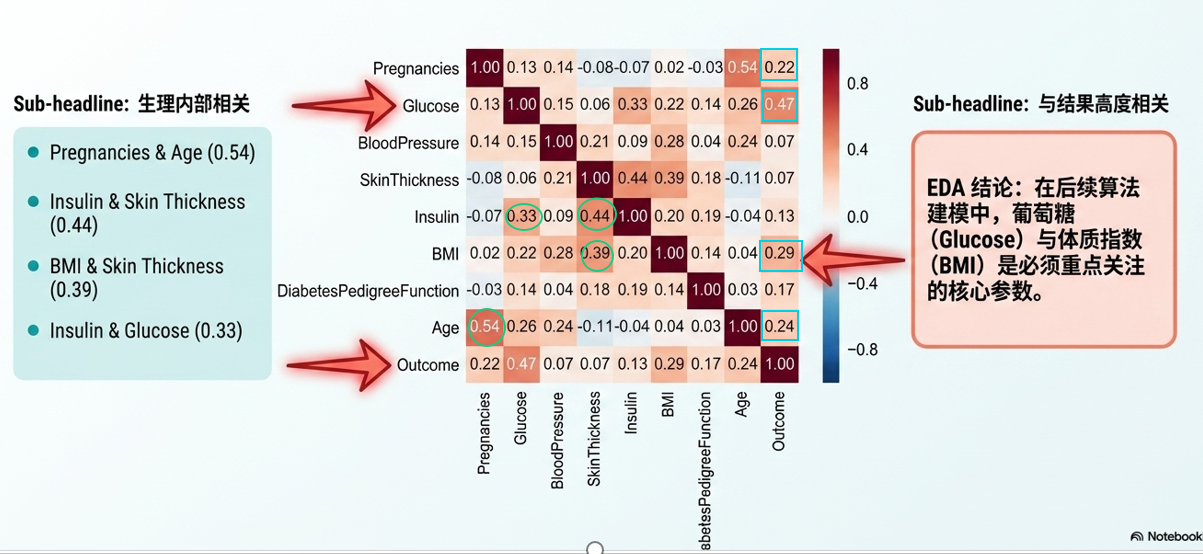 Sub-headline: 生理内部相关
Pregnancies & Age (0.54)
Insulin & Skin Thickness
(0.44)
BMI & Skin Thickness
(0.39)
Insulin & Glucose (0.33)
Pregnancies 1.00 0.13 0.14 -0.08 -0.07 0.02 -0.03 0.54 0.22
Glucose 0.13 1.00 0.15 0.06 0.33 0.22 0.14 0.26 0.47
BloodPressure 0.14 0.15 1.00 0.21 0.09 0.28 0.04 0.24 0.07
SkinThickness -0.08 0.06 0.21 1.00 0.44 0.39 0.18 -0.11 0.07
Insulin -0.07 0.33 0.09 0.44 1.00 0.20 0.19 -0.04 0.13
BMI 0.02 0.22 0.28 0.39 0.20 1.00 0.14 0.04 0.29
DiabetesPedigreeFunction -0.03 0.14 0.04 0.18 0.19 0.14 1.00 0.03 0.17
Age 0.54 0.26 0.24 -0.11 -0.04 0.04 0.03 1.00 0.24
Outcome 0.22 0.47 0.07 0.07 0.13 0.29 0.17 0.24 1.00
Pregnancies
Glucose
BloodPressure
SkinThickness
Insulin
BMI
abetesPedigreeFunction
Age
Outcome
0.8
0.4
0.0
−0.4
−0.8
Sub-headline: 与结果高度相关
EDA 结论：在后续算法
建模中，葡萄糖
（Glucose）与体质指数
（BMI）是必须重点关注
的核心参数。
Notebook